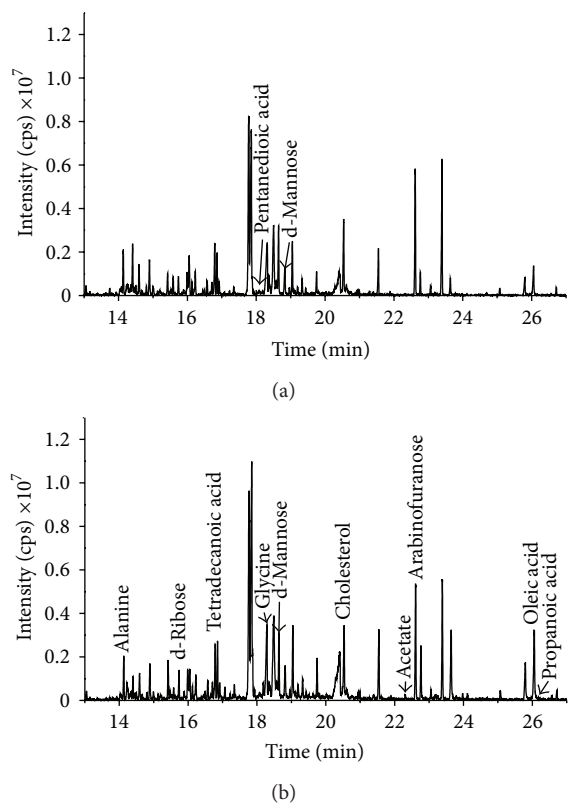 1.2
1.0
0.8
0.6
0.4
0.2
0
Intensity (cps) ×10⁷
Pentanedioic acid
d-Mannose
14 16 18 20 22 24 26
Time (min)
(a)
1.2
1.0
0.8
0.6
0.4
0.2
0
Intensity (cps) ×10⁷
Alanine
d-Ribose
Tetradecanoic acid
Glycine
d-Mannose
Cholesterol
Acetate
Arabinofuranose
Oleic acid
Propanoic acid
14 16 18 20 22 24 26
Time (min)
(b)